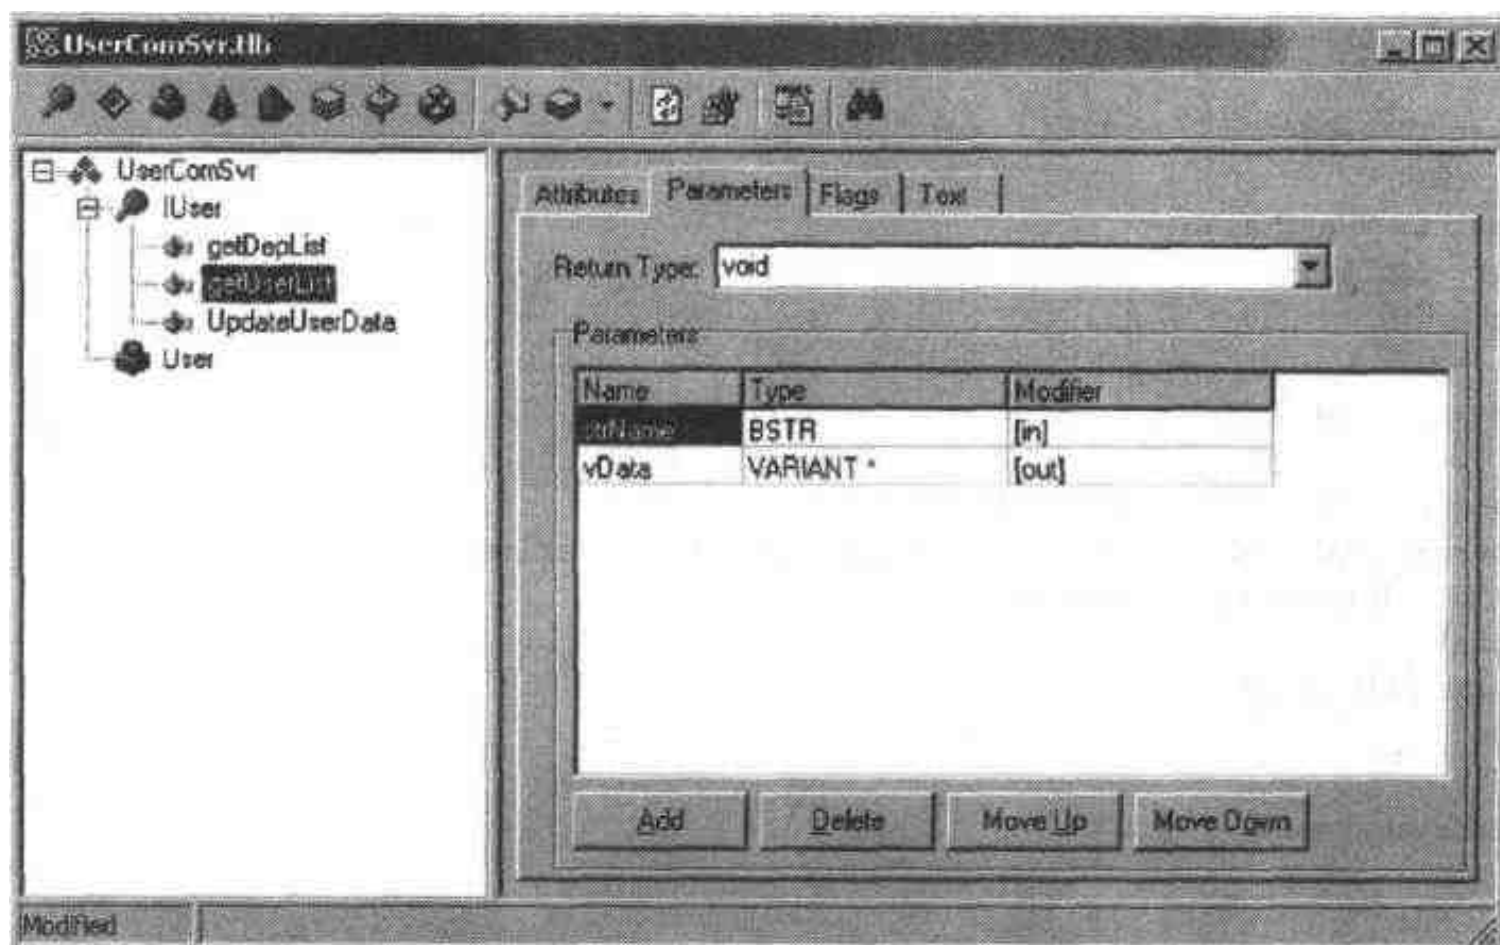 UserComSvr.tlb
UserComSvr
IUser
getDepList
getUserList
UpdateUserData
User
Attributes Parameters Flags Text
Return Type: void
Parameters
Name Type Modifier
strName BSTR [in]
vData VARIANT * [out]
Add Delete Move Up Move Down
Modified